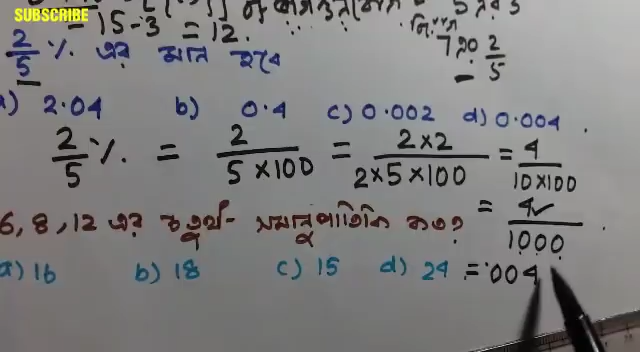 SUBSCRIBE
= 15-3 = 12.
2/5 % এর মান হবে
7 এর 2/5
a) 2.04 b) 0.4 c) 0.002 d) 0.004
2/5 % = 2/(5×100) = (2×2)/(2×5×100) = 4/(10×100)
= 4/1000
6, 8, 12 এর চতুর্থ সমানুপাতিক কত?
a) 16 b) 18 c) 15 d) 24 = .004